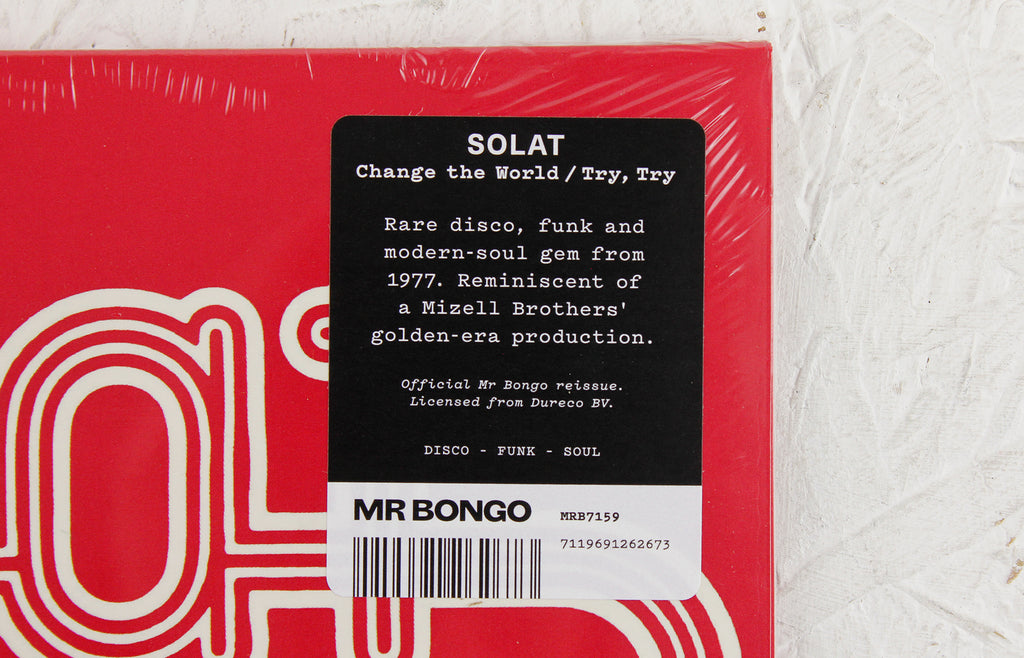 SOLAT
Change the World / Try, Try
Rare disco, funk and
modern-soul gem from
1977. Reminiscent of
a Mizell Brothers'
golden-era production.
Official Mr Bongo reissue.
Licensed from Dureco BV.
DISCO - FUNK - SOUL
MR BONGO
MRB7159
7119691262673